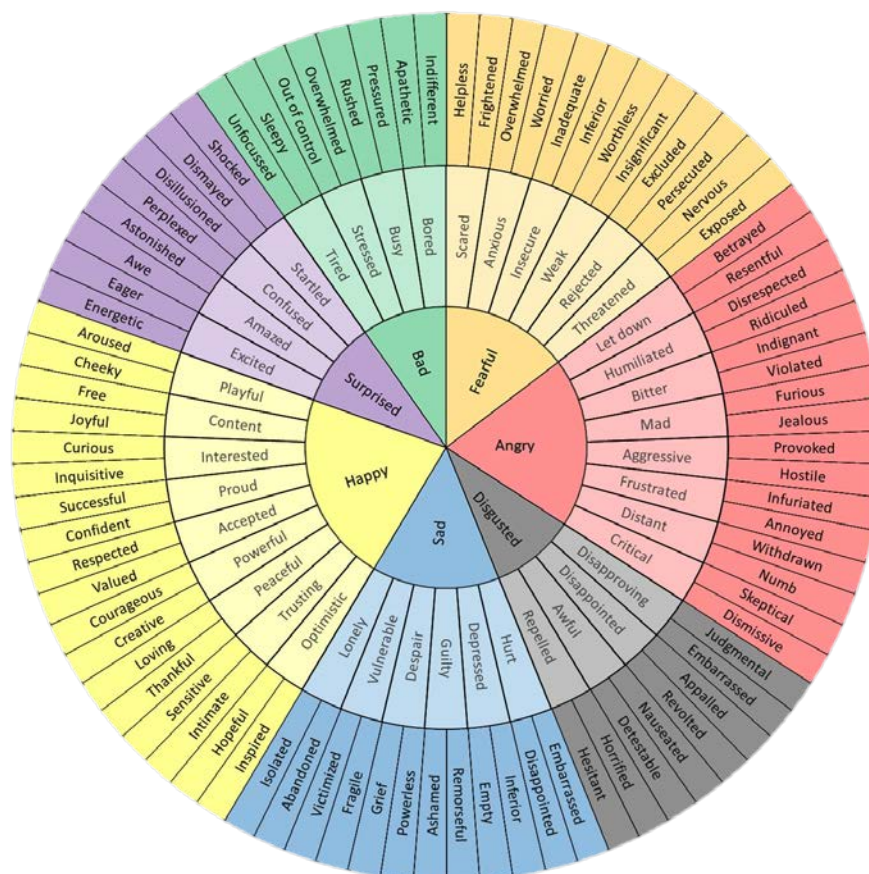 Fearful
Angry
Disgusted
Sad
Happy
Surprised
Bad
Scared
Anxious
Insecure
Weak
Rejected
Threatened
Let down
Humiliated
Bitter
Mad
Aggressive
Frustrated
Distant
Critical
Disapproving
Disappointed
Awful
Repelled
Hurt
Depressed
Guilty
Despair
Vulnerable
Lonely
Optimistic
Trusting
Peaceful
Powerful
Accepted
Proud
Interested
Content
Playful
Excited
Amazed
Confused
Startled
Tired
Stressed
Busy
Bored
Helpless
Frightened
Overwhelmed
Worried
Inadequate
Inferior
Worthless
Insignificant
Excluded
Persecuted
Nervous
Exposed
Betrayed
Resentful
Disrespected
Ridiculed
Indignant
Violated
Furious
Jealous
Provoked
Hostile
Infuriated
Annoyed
Withdrawn
Numb
Skeptical
Dismissive
Judgmental
Embarrassed
Appalled
Revolted
Nauseated
Detestable
Horrified
Hesitant
Embarrassed
Disappointed
Inferior
Empty
Remorseful
Ashamed
Powerless
Grief
Fragile
Victimized
Abandoned
Isolated
Inspired
Hopeful
Intimate
Sensitive
Thankful
Loving
Creative
Courageous
Valued
Respected
Confident
Successful
Inquisitive
Curious
Joyful
Free
Cheeky
Aroused
Energetic
Eager
Awe
Astonished
Perplexed
Disillusioned
Dismayed
Shocked
Unfocussed
Sleepy
Out of control
Overwhelmed
Rushed
Pressured
Apathetic
Indifferent